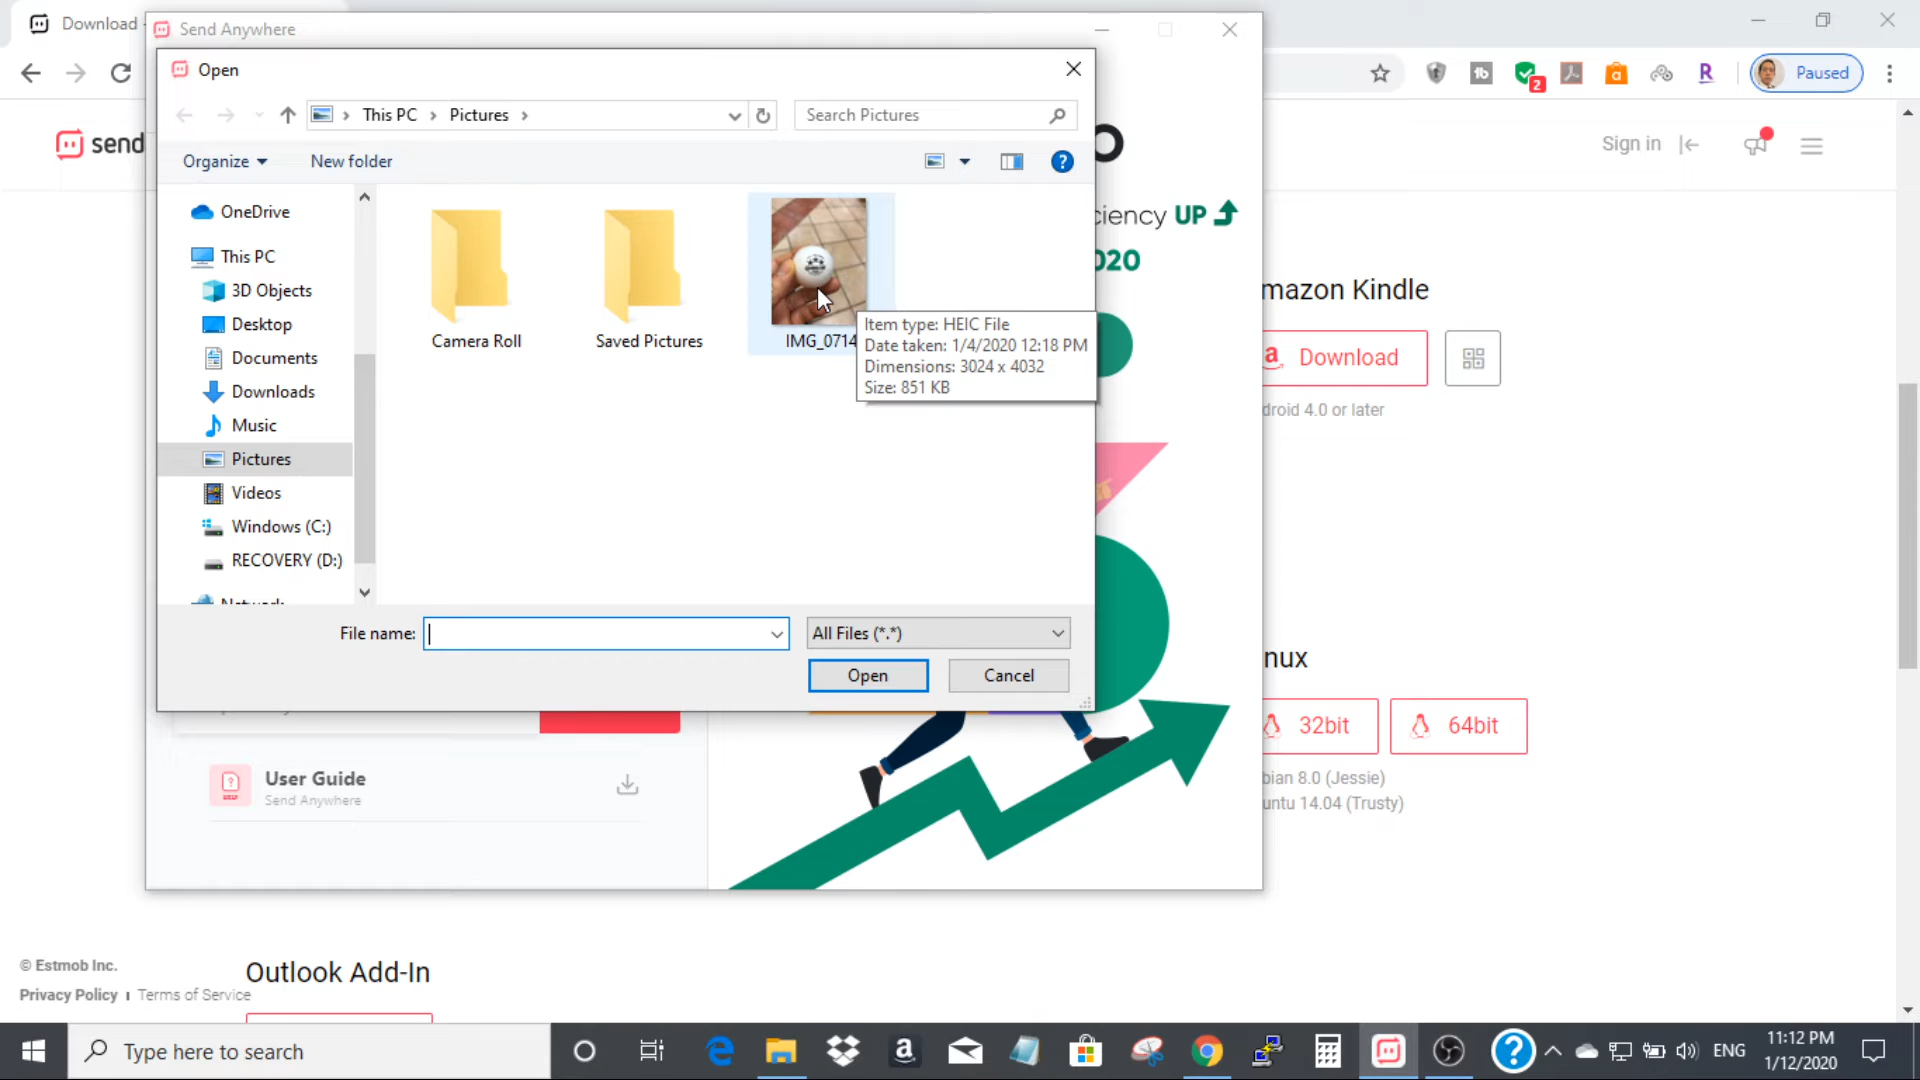 Download
Send Anywhere
Open
This PC
Pictures
Search Pictures
Paused
send
Sign in
Organize
New folder
OneDrive
This PC
3D Objects
Desktop
Documents
Downloads
Music
Pictures
Videos
Windows (C:)
RECOVERY (D:)
Camera Roll
Saved Pictures
IMG_0714
Item type: HEIC File
Date taken: 1/4/2020 12:18 PM
Dimensions: 3024 x 4032
Size: 851 KB
ciency UP
020
mazon Kindle
Download
droid 4.0 or later
File name:
All Files (*.*)
Open
Cancel
nux
32bit
64bit
bian 8.0 (Jessie)
untu 14.04 (Trusty)
User Guide
Send Anywhere
© Estmob Inc.
Privacy Policy
Terms of Service
Outlook Add-In
Type here to search
ENG
11:12 PM
1/12/2020